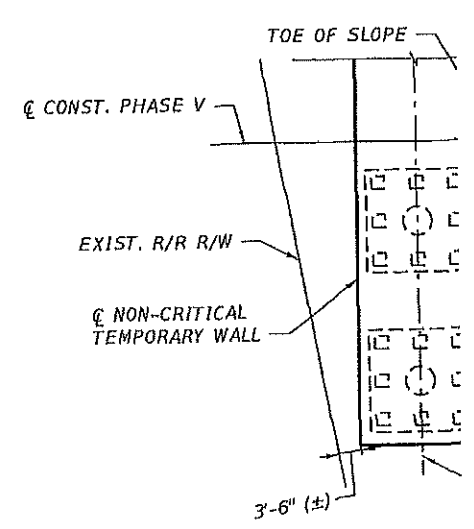 TOE OF SLOPE
℄ CONST. PHASE V
EXIST. R/R R/W
℄ NON-CRITICAL
TEMPORARY WALL
3'-6" (±)